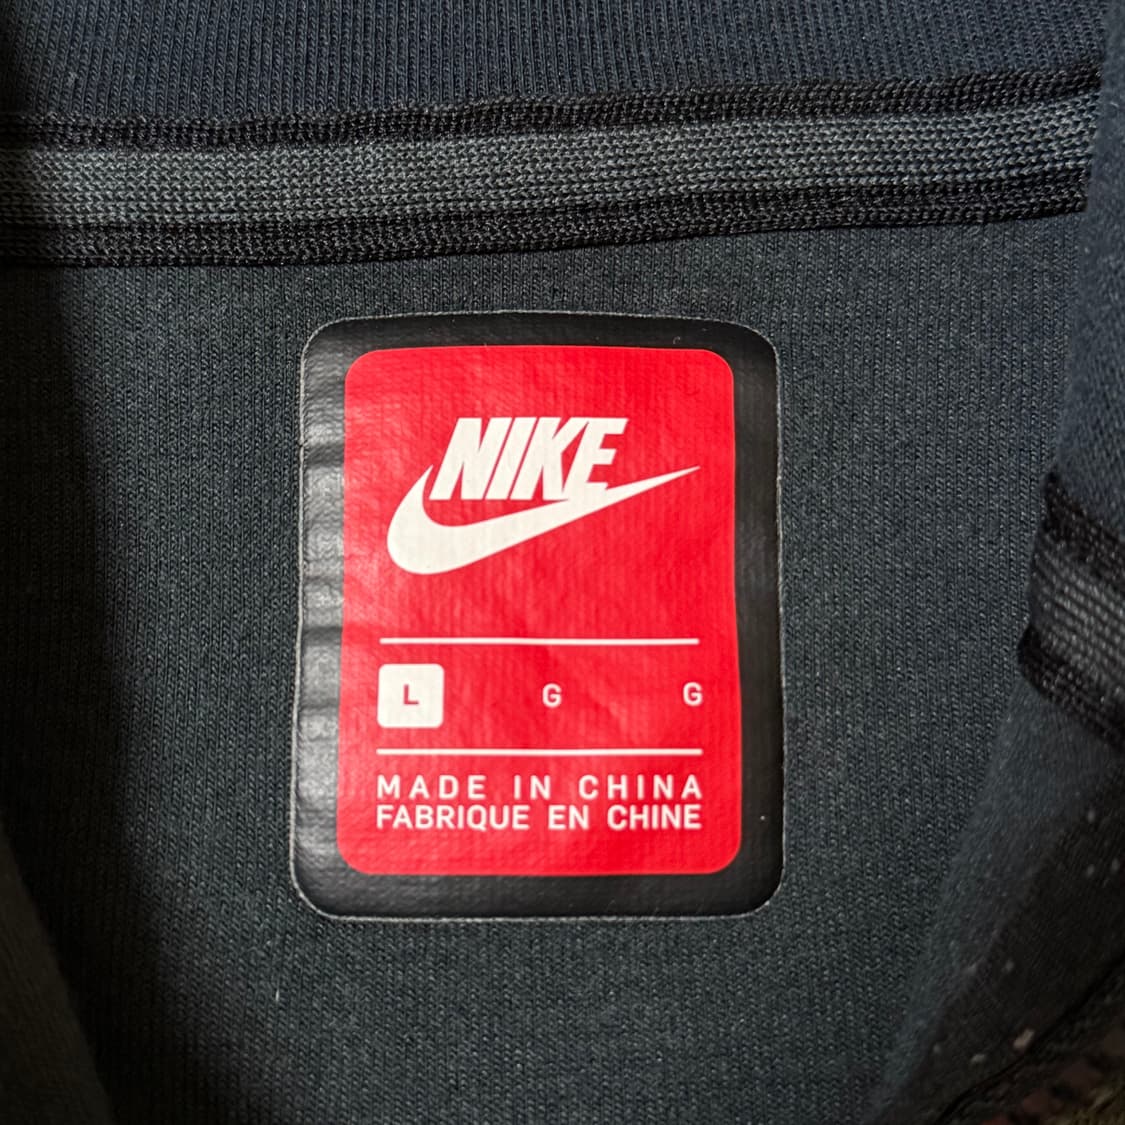 NIKE
L G G
MADE IN CHINA
FABRIQUE EN CHINE